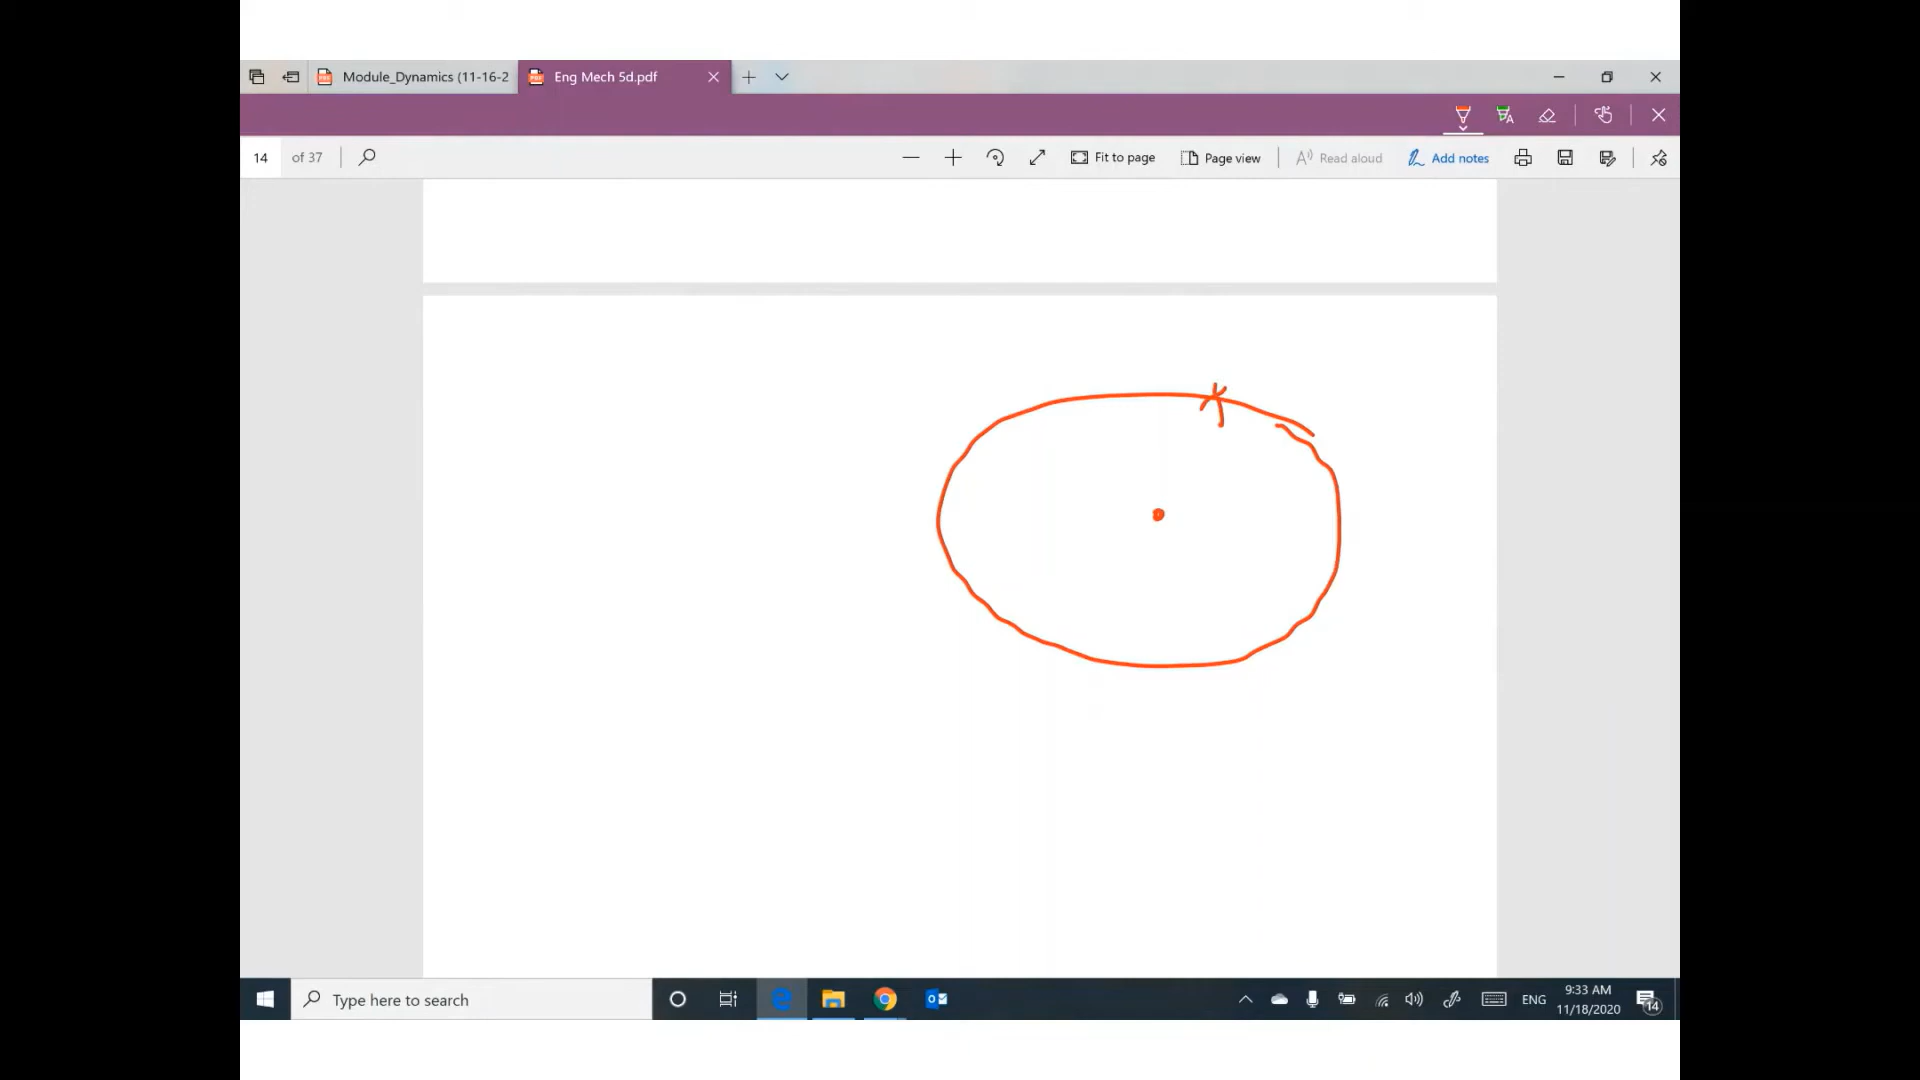 Module_Dynamics (11-16-2
Eng Mech 5d.pdf
14 of 37
Fit to page
Page view
Read aloud
Add notes
Type here to search
ENG
9:33 AM
11/18/2020
14